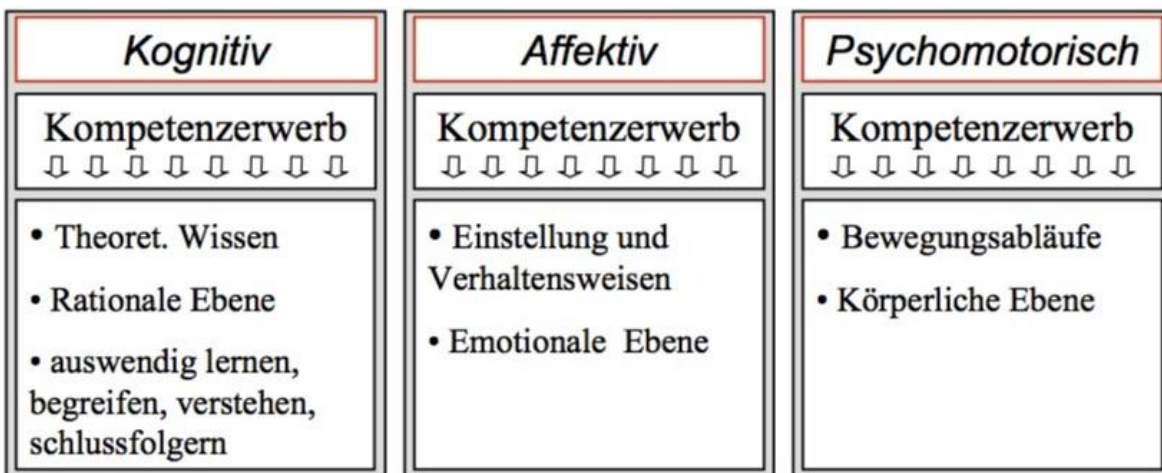 Kognitiv
Kompetenzerwerb
• Theoret. Wissen
• Rationale Ebene
• auswendig lernen,
begreifen, verstehen,
schlussfolgern
Affektiv
Kompetenzerwerb
• Einstellung und
Verhaltensweisen
• Emotionale Ebene
Psychomotorisch
Kompetenzerwerb
• Bewegungsabläufe
• Körperliche Ebene